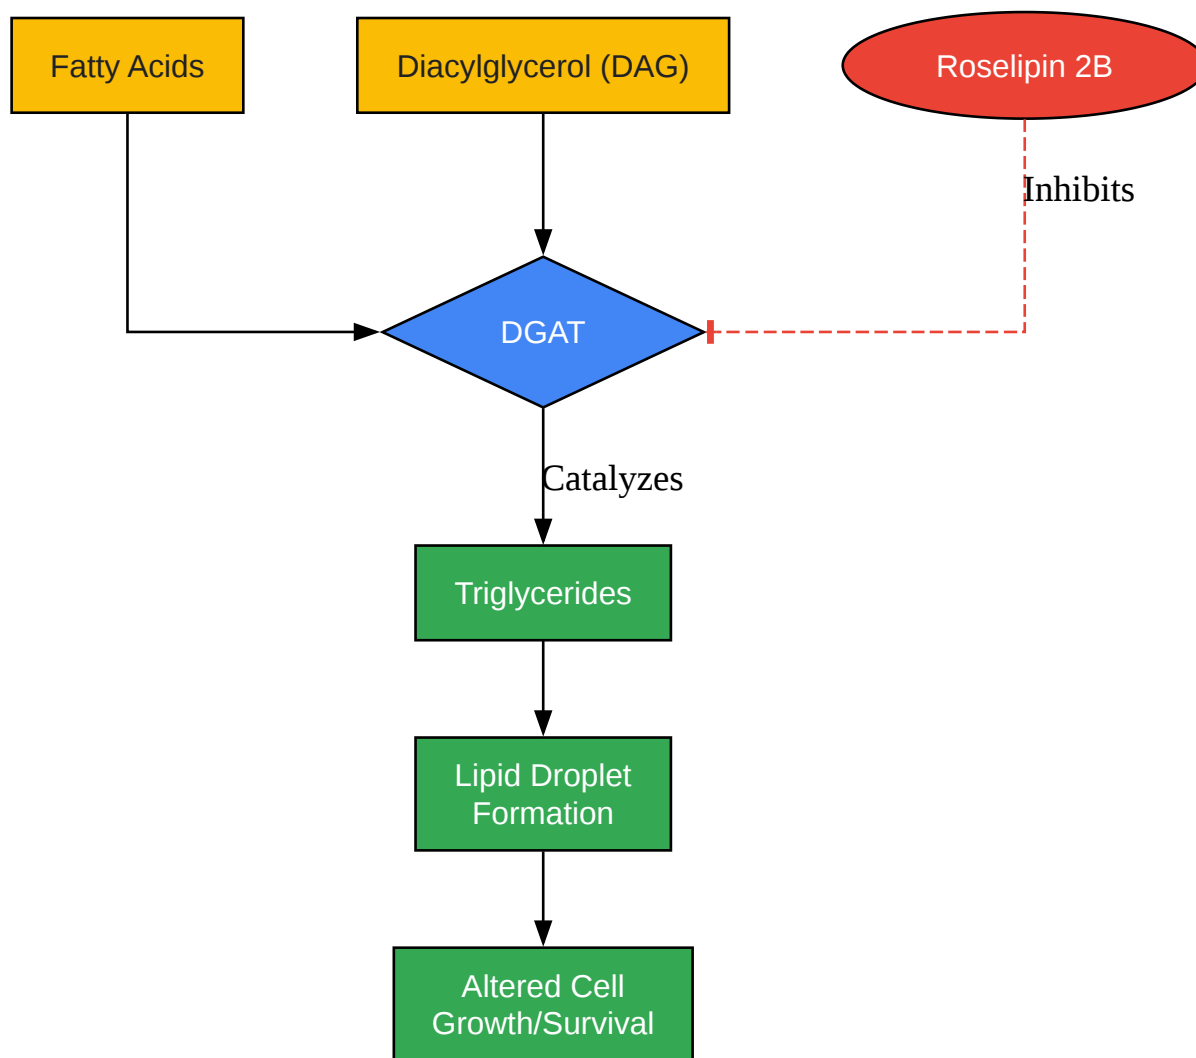 Fatty Acids
Diacylglycerol (DAG)
Roselipin 2B
Inhibits
DGAT
Catalyzes
Triglycerides
Lipid Droplet
Formation
Altered Cell
Growth/Survival